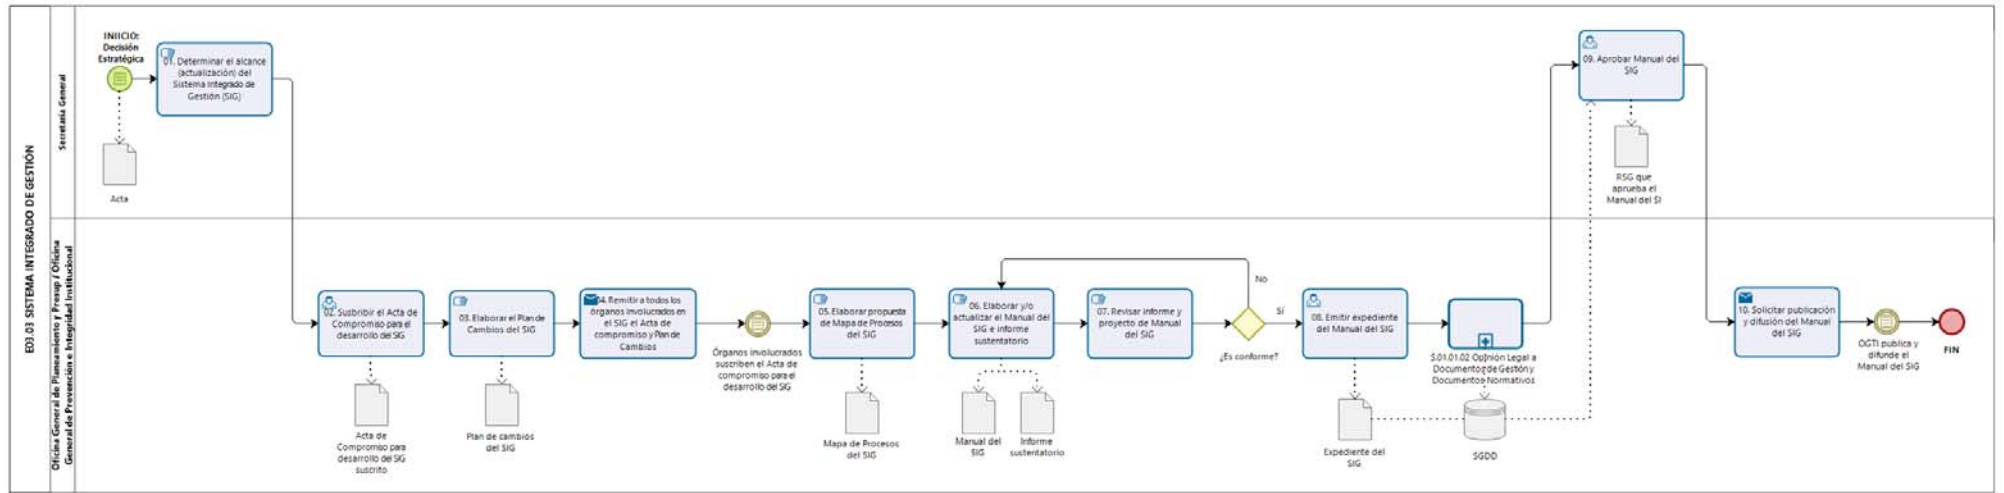 E03.03 SISTEMA INTEGRADO DE GESTIÓN
Secretaría General
INIICIO:
Decisión
Estratégica
Acta
01. Determinar el alcance
(actualización) del
Sistema Integrado de
Gestión (SIG)
09. Aprobar Manual del
SIG
RSG que
aprueba el
Manual del SI
Oficina General de Planeamiento y Presup / Oficina
General de Prevención e Integridad Institucional
02. Susbribir el Acta de
Compromiso para el
desarrollo del SIG
Acta de
Compromiso para
desarrollo del SIG
suscrito
03. Elaborar el Plan de
Cambios del SIG
Plan de cambios
del SIG
04. Remitir a todos los
órganos involucrados en
el SIG el Acta de
compromiso y Plan de
Cambios
Órganos involucrados
suscriben el Acta de
compromiso para el
desarrollo del SIG
05. Elaborar propuesta
de Mapa de Procesos
del SIG
Mapa de Procesos
del SIG
06. Elaborar y/o
actualizar el Manual del
SIG e informe
sustentatorio
Manual del
SIG
Informe
sustentatorio
07. Revisar informe y
proyecto de Manual
del SIG
No
Sí
¿Es conforme?
08. Emitir expediente
del Manual del SIG
Expediente del
SIG
S.01.01.02 Opinión Legal a
Documentos de Gestión y
Documentos Normativos
SGDD
10. Solicitar publicación
y difusión del Manual
del SIG
OGTI publica y
difunde el
Manual del SIG
FIN